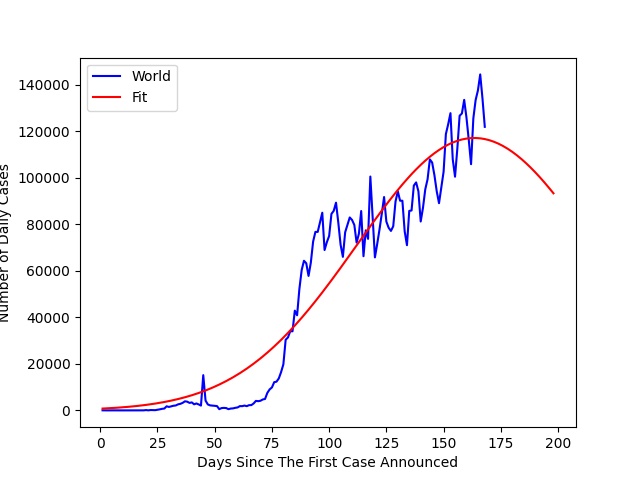 World
Fit
140000
120000
100000
80000
60000
40000
20000
0
Number of Daily Cases
0 25 50 75 100 125 150 175 200
Days Since The First Case Announced